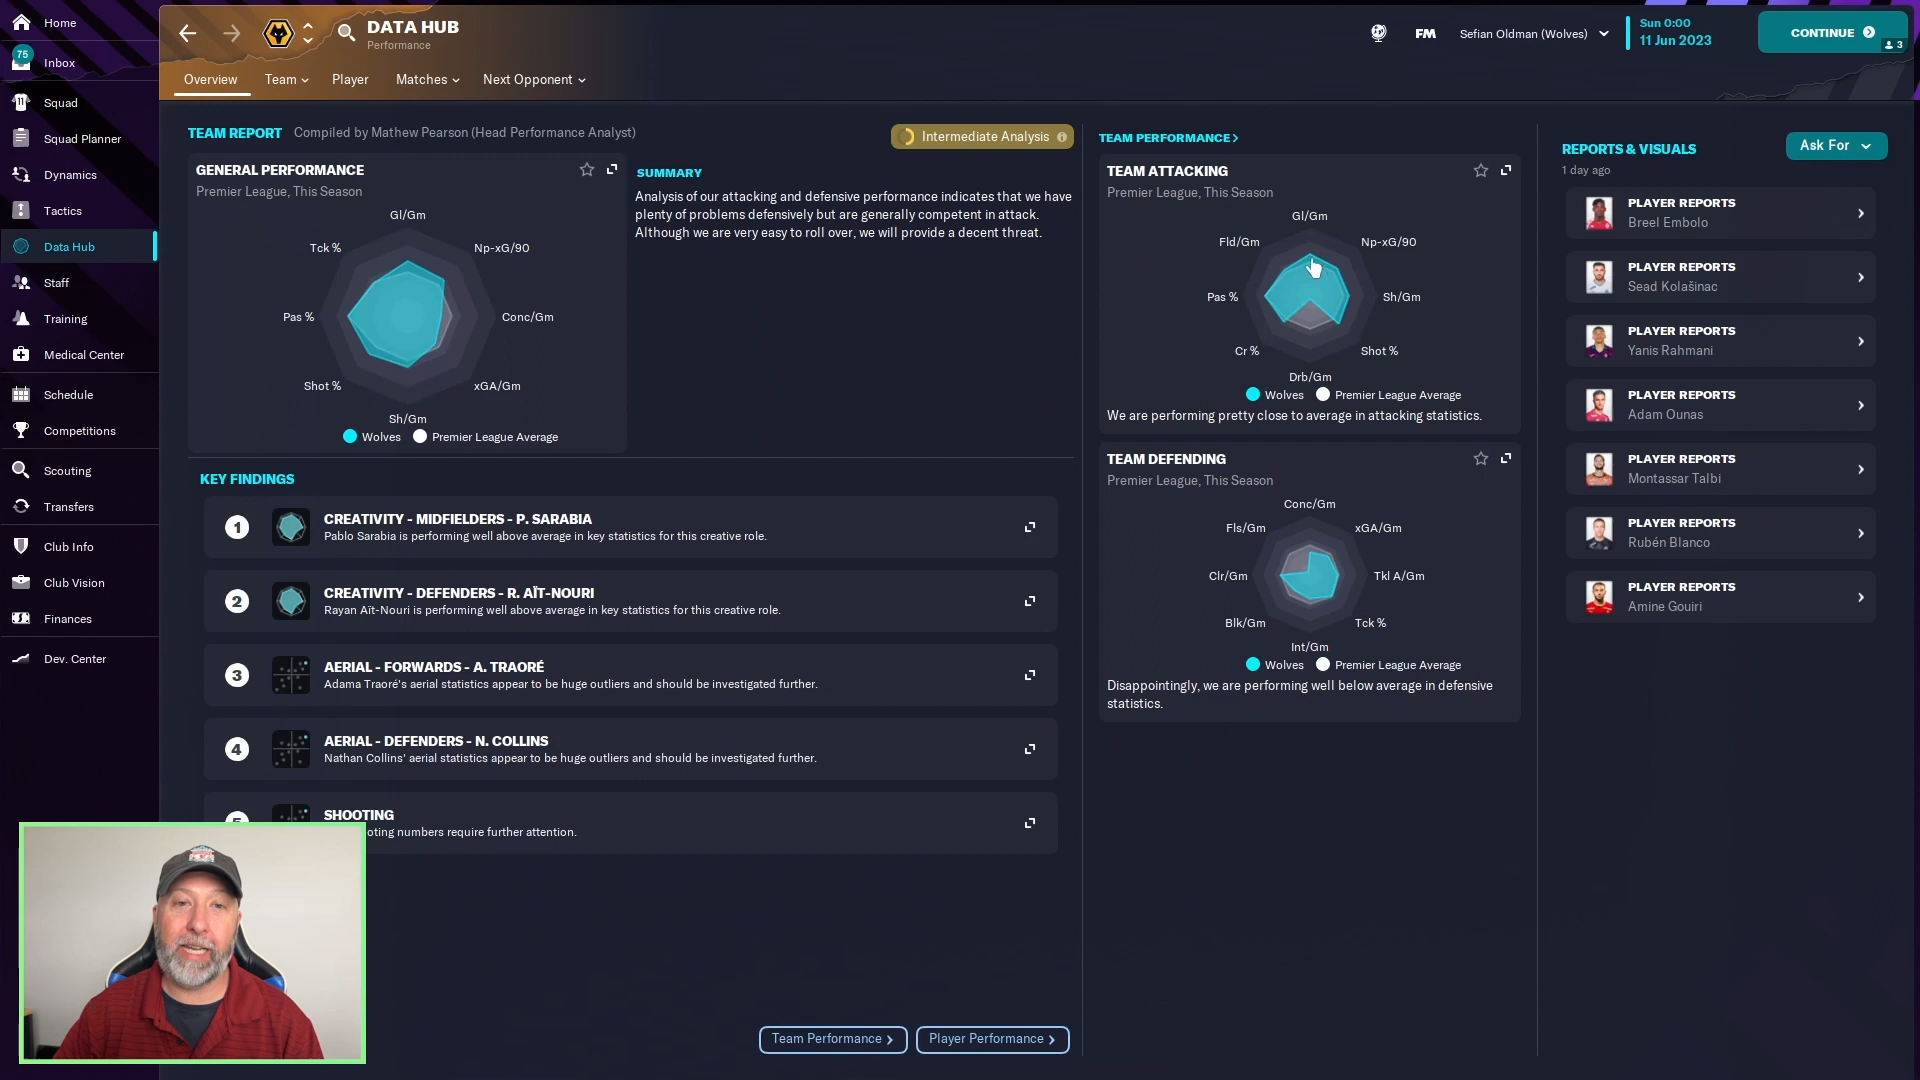 Home
75
Inbox
Squad
Squad Planner
Dynamics
Tactics
Data Hub
Staff
Training
Medical Center
Schedule
Competitions
Scouting
Transfers
Club Info
Club Vision
Finances
Dev. Center
DATA HUB
Performance
FM
Sefian Oldman (Wolves)
Sun 0:00
11 Jun 2023
CONTINUE
3
Overview
Team
Player
Matches
Next Opponent
TEAM REPORT Compiled by Mathew Pearson (Head Performance Analyst)
Intermediate Analysis
GENERAL PERFORMANCE
Premier League, This Season
Gl/Gm
Tck %
Np-xG/90
Pas %
Conc/Gm
Shot %
xGA/Gm
Sh/Gm
Wolves
Premier League Average
SUMMARY
Analysis of our attacking and defensive performance indicates that we have
plenty of problems defensively but are generally competent in attack.
Although we are very easy to roll over, we will provide a decent threat.
KEY FINDINGS
1
CREATIVITY - MIDFIELDERS - P. SARABIA
Pablo Sarabia is performing well above average in key statistics for this creative role.
2
CREATIVITY - DEFENDERS - R. AÏT-NOURI
Rayan Aït-Nouri is performing well above average in key statistics for this creative role.
3
AERIAL - FORWARDS - A. TRAORÉ
Adama Traoré's aerial statistics appear to be huge outliers and should be investigated further.
4
AERIAL - DEFENDERS - N. COLLINS
Nathan Collins' aerial statistics appear to be huge outliers and should be investigated further.
SHOOTING
numbers require further attention.
Team Performance
Player Performance
TEAM PERFORMANCE
TEAM ATTACKING
Premier League, This Season
Gl/Gm
Fld/Gm
Np-xG/90
Pas %
Sh/Gm
Cr %
Shot %
Drb/Gm
Wolves
Premier League Average
We are performing pretty close to average in attacking statistics.
TEAM DEFENDING
Premier League, This Season
Conc/Gm
Fls/Gm
xGA/Gm
Clr/Gm
Tkl A/Gm
Blk/Gm
Tck %
Int/Gm
Wolves
Premier League Average
Disappointingly, we are performing well below average in defensive
statistics.
REPORTS & VISUALS
1 day ago
Ask For
PLAYER REPORTS
Breel Embolo
PLAYER REPORTS
Sead Kolašinac
PLAYER REPORTS
Yanis Rahmani
PLAYER REPORTS
Adam Ounas
PLAYER REPORTS
Montassar Talbi
PLAYER REPORTS
Rubén Blanco
PLAYER REPORTS
Amine Gouiri